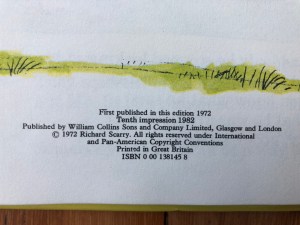 First published in this edition 1972
Tenth impression 1982
Published by William Collins Sons and Company Limited, Glasgow and London
© 1972 Richard Scarry. All rights reserved under International
and Pan-American Copyright Conventions
Printed in Great Britain
ISBN 0 00 138145 8